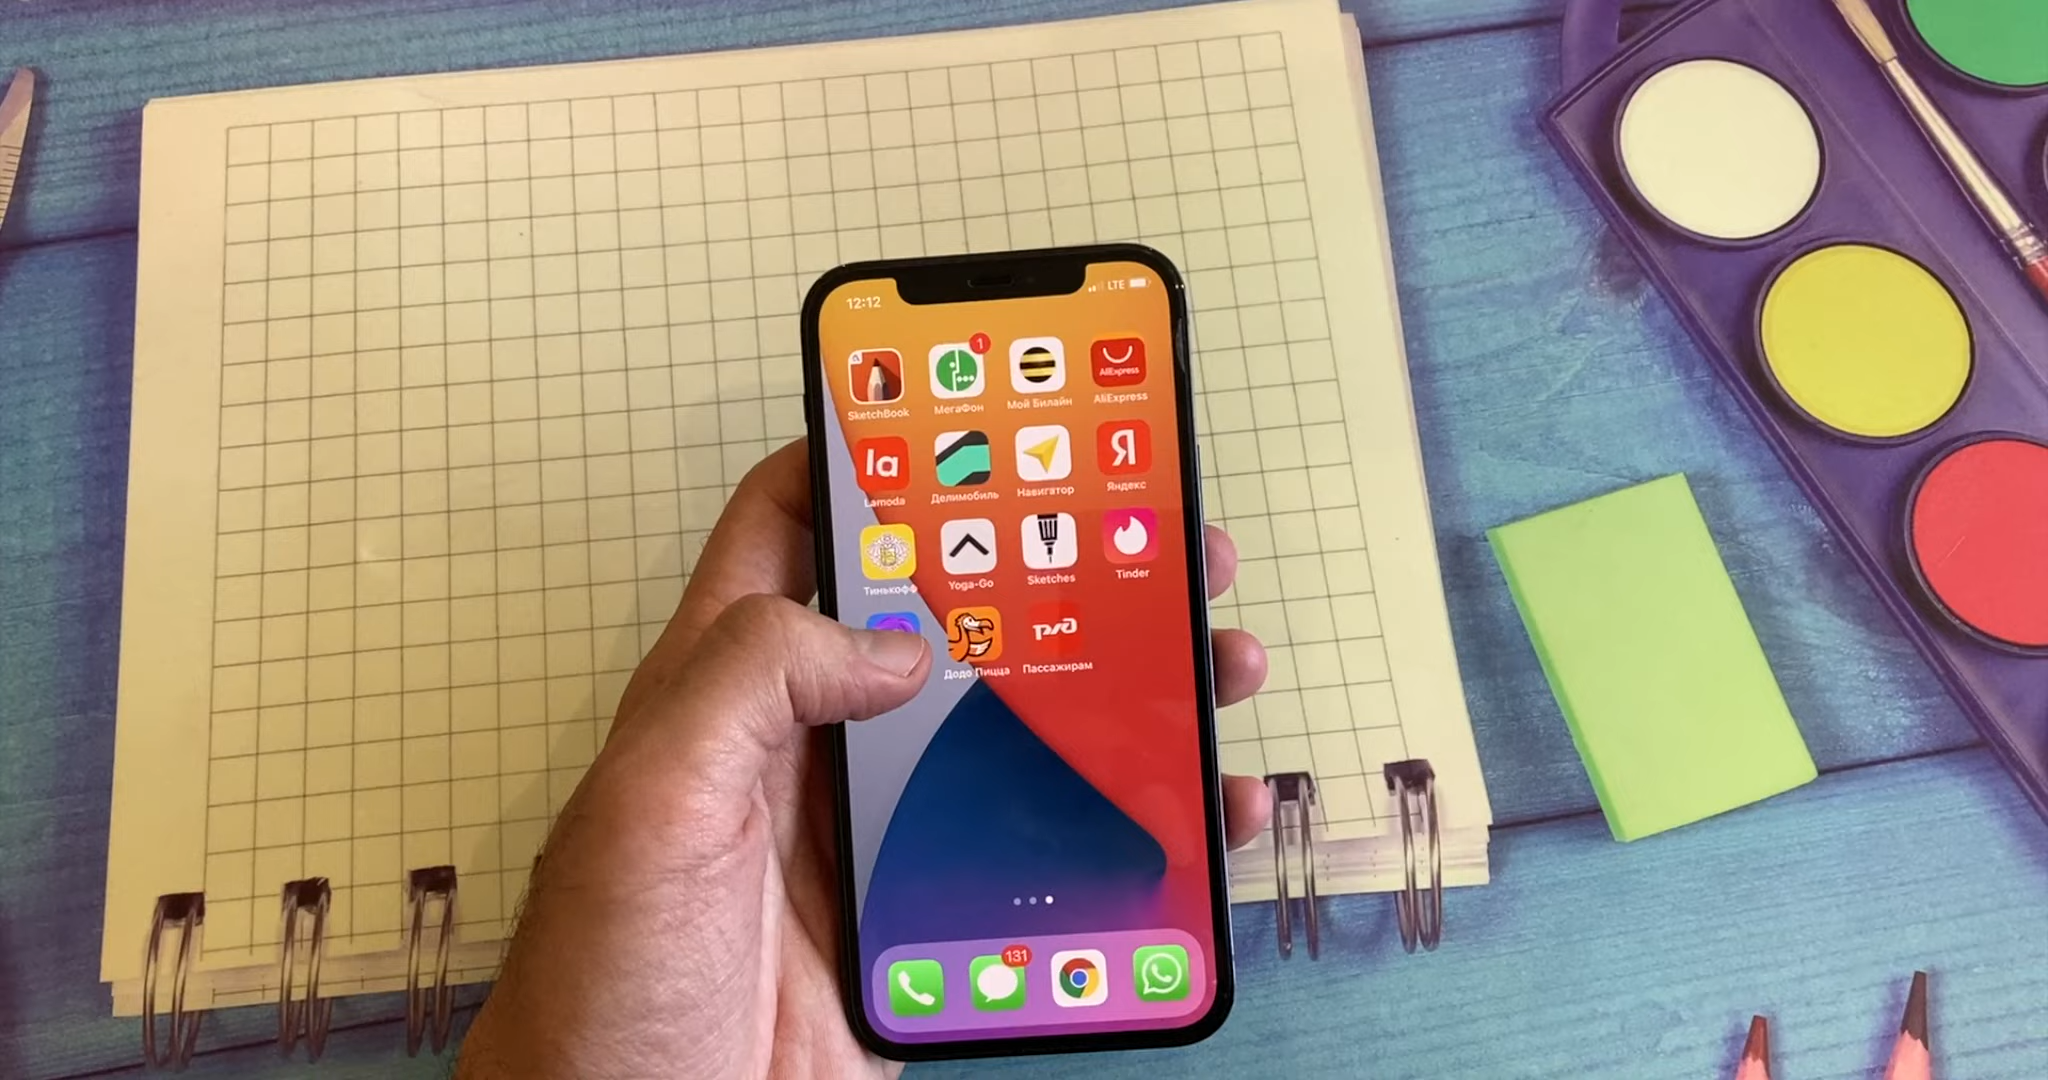 12:12 LTE
1
AliExpress
SketchBook МегаФон Мой Билайн AliExpress
la Я
Lamoda Делимобиль Навигатор Яндекс
Тинькофф Yoga-Go Sketches Tinder
ржд
Додо Пицца Пассажирам
131